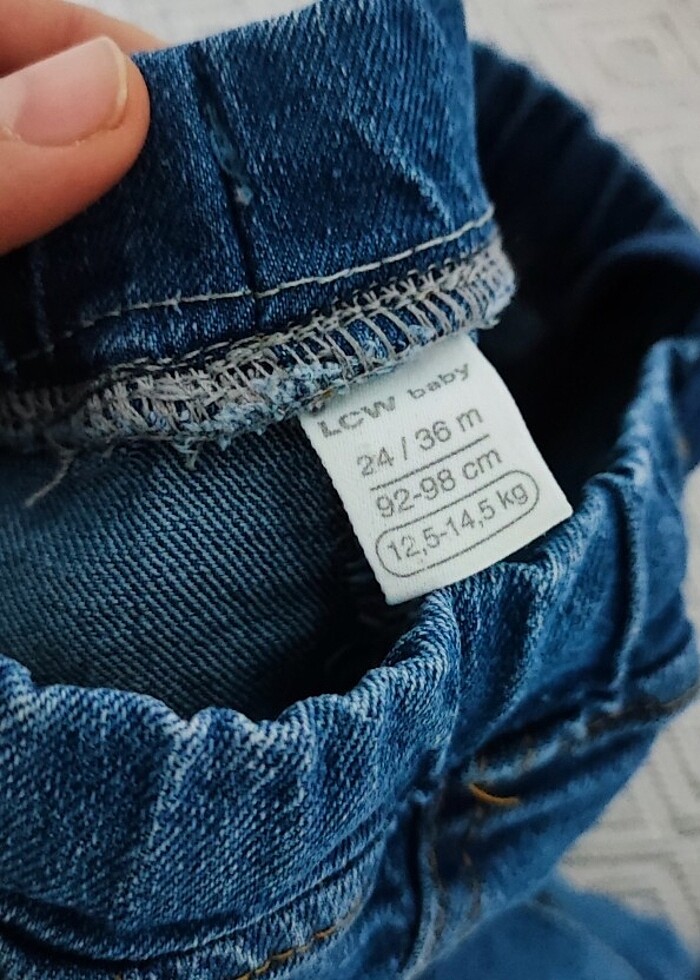 LCW baby
24 / 36 m
92-98 cm
12,5-14,5 kg